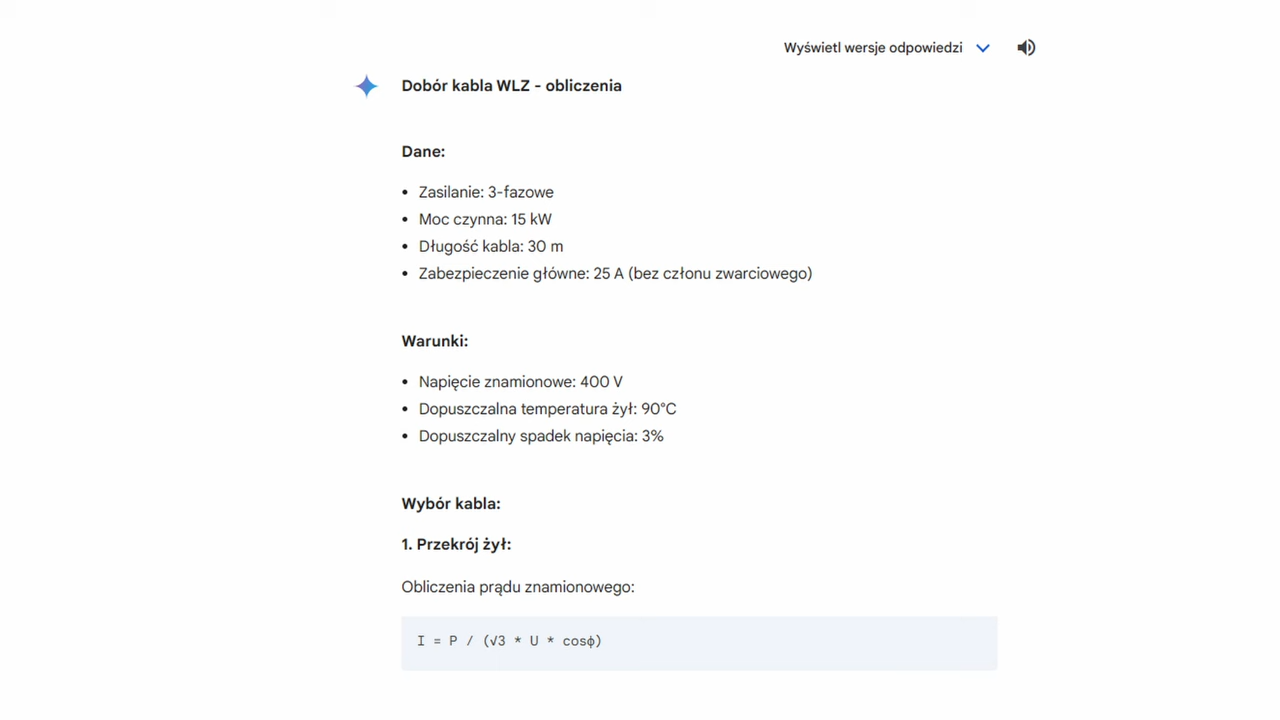 Wyświetl wersje odpowiedzi
Dobór kabla WLZ - obliczenia
Dane:
• Zasilanie: 3-fazowe
• Moc czynna: 15 kW
• Długość kabla: 30 m
• Zabezpieczenie główne: 25 A (bez członu zwarciowego)
Warunki:
• Napięcie znamionowe: 400 V
• Dopuszczalna temperatura żył: 90°C
• Dopuszczalny spadek napięcia: 3%
Wybór kabla:
1. Przekrój żył:
Obliczenia prądu znamionowego:
I = P / (√3 * U * cosϕ)